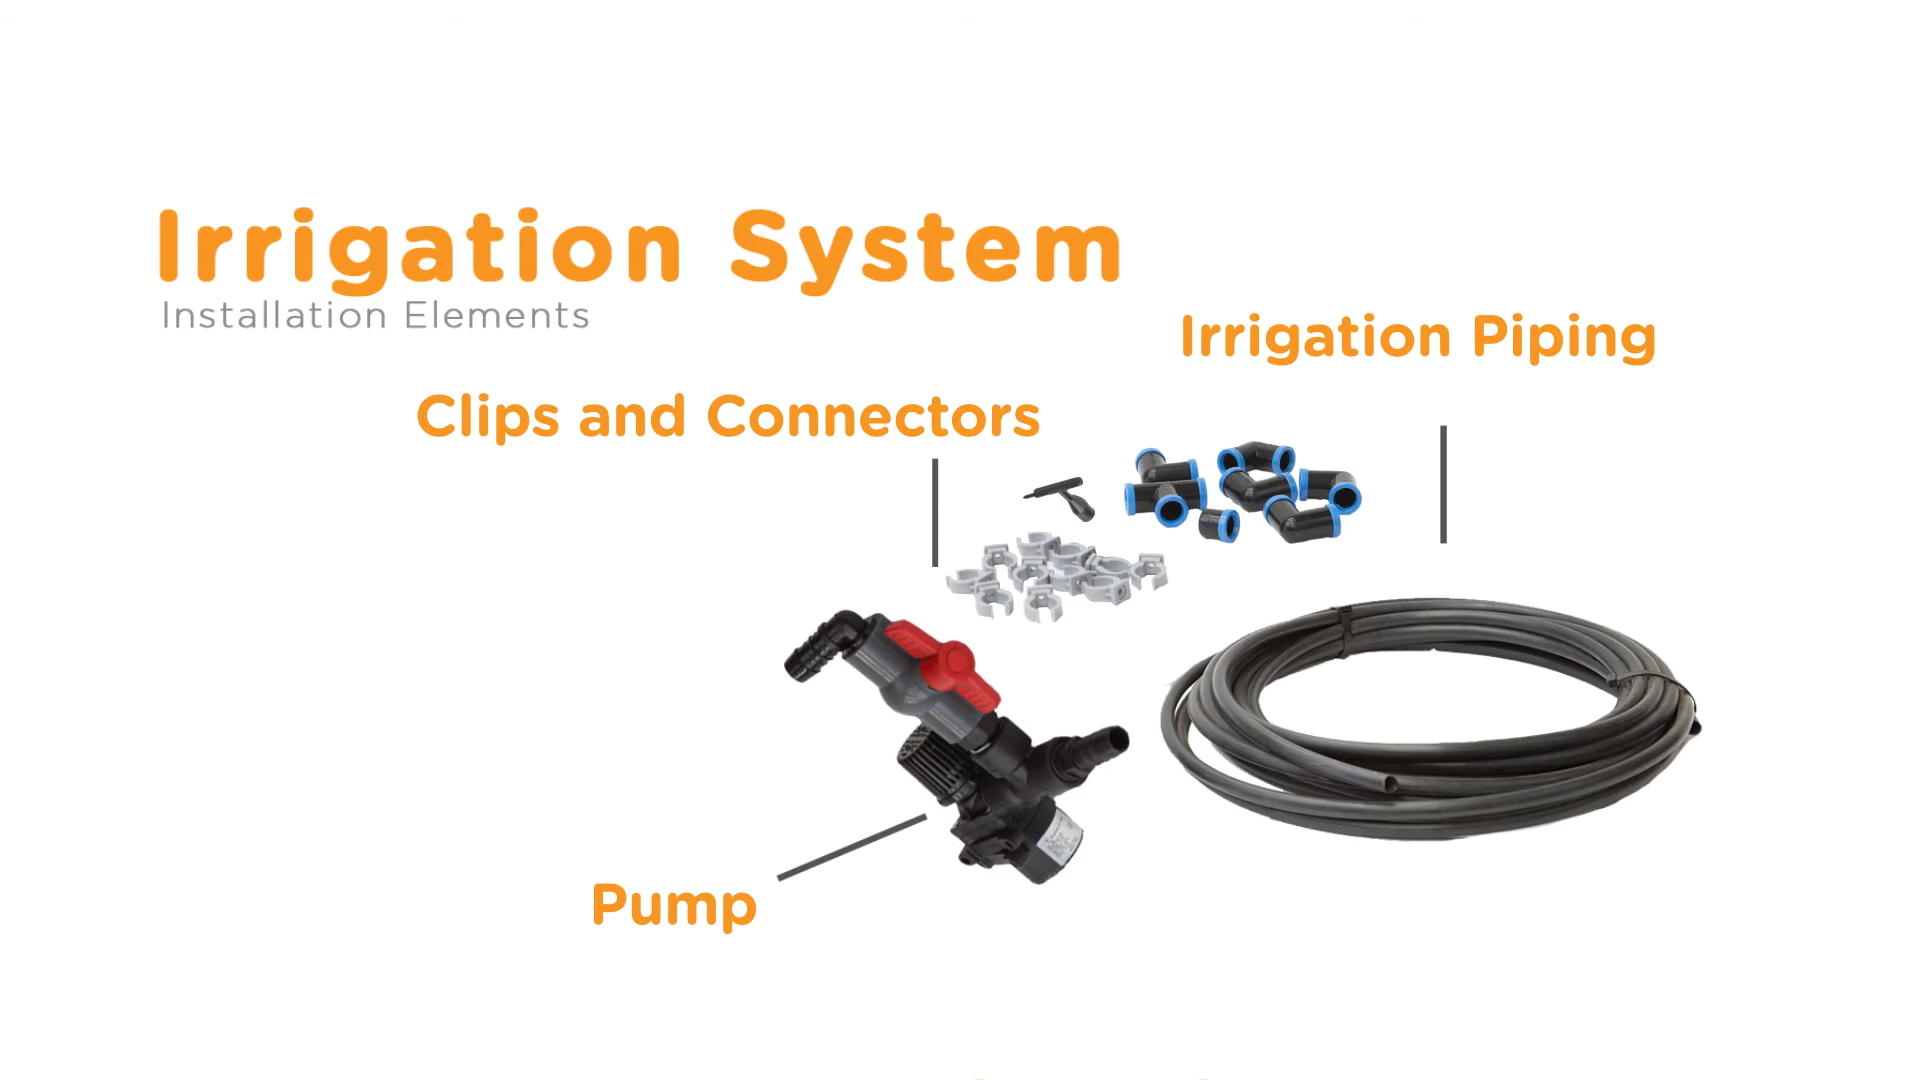 Irrigation System
Installation Elements
Irrigation Piping
Clips and Connectors
Pump